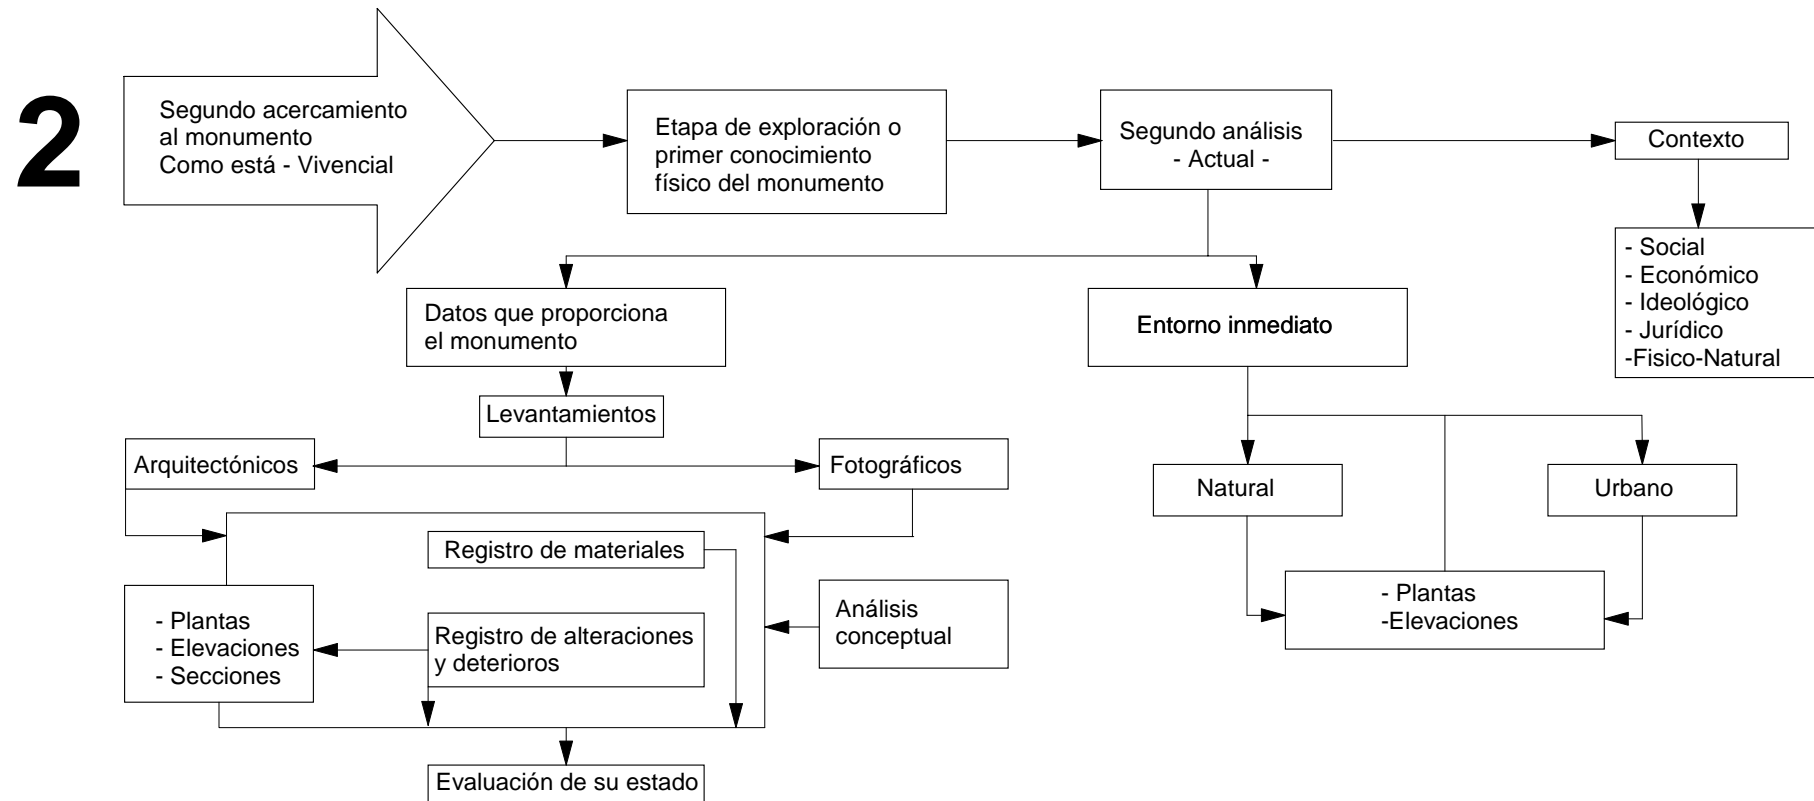 2
Segundo acercamiento
al monumento
Como está - Vivencial
Etapa de exploración o
primer conocimiento
físico del monumento
Segundo análisis
- Actual -
Contexto
- Social
- Económico
- Ideológico
- Jurídico
-Fisico-Natural
Datos que proporciona
el monumento
Entorno inmediato
Levantamientos
Arquitectónicos
Fotográficos
Natural
Urbano
Registro de materiales
- Plantas
- Elevaciones
- Secciones
Registro de alteraciones
y deterioros
Análisis
conceptual
- Plantas
-Elevaciones
Evaluación de su estado